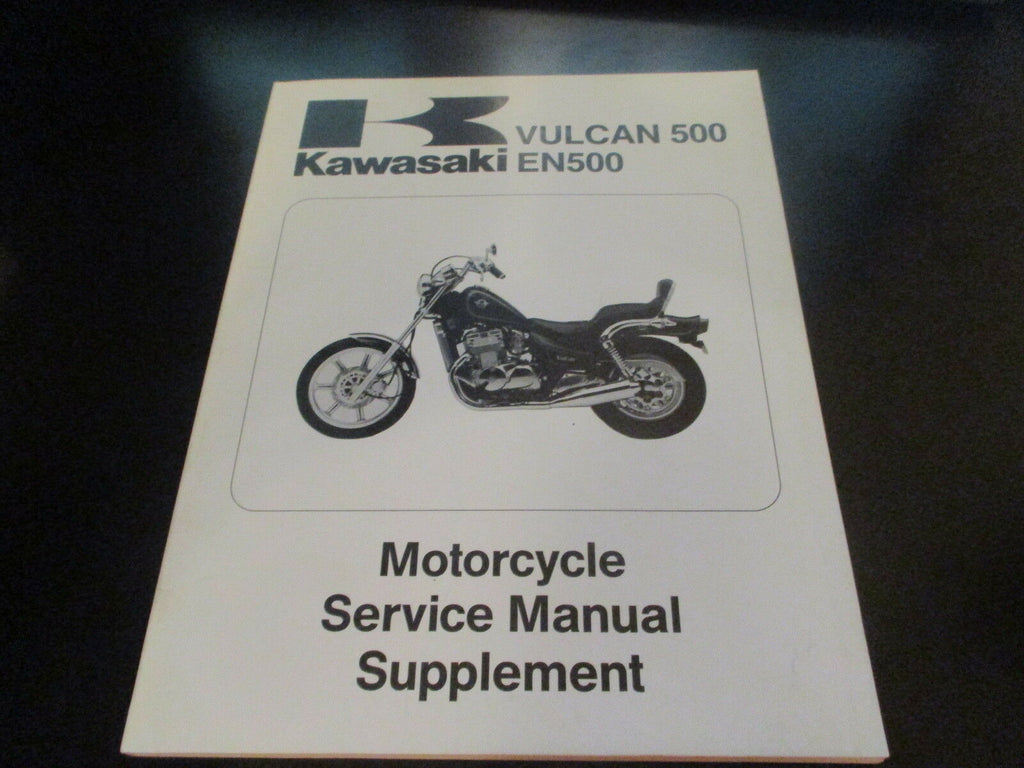 Kawasaki
VULCAN 500
EN500
Motorcycle
Service Manual
Supplement